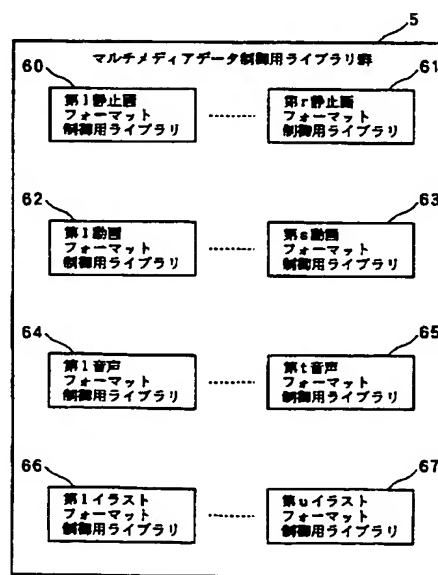 5
マルチメディアデータ制御用ライブラリ群
60
61
第1静止画
フォーマット
制御用ライブラリ
第r静止画
フォーマット
制御用ライブラリ
62
63
第1動画
フォーマット
制御用ライブラリ
第s動画
フォーマット
制御用ライブラリ
64
65
第1音声
フォーマット
制御用ライブラリ
第t音声
フォーマット
制御用ライブラリ
66
67
第1イラスト
フォーマット
制御用ライブラリ
第uイラスト
フォーマット
制御用ライブラリ